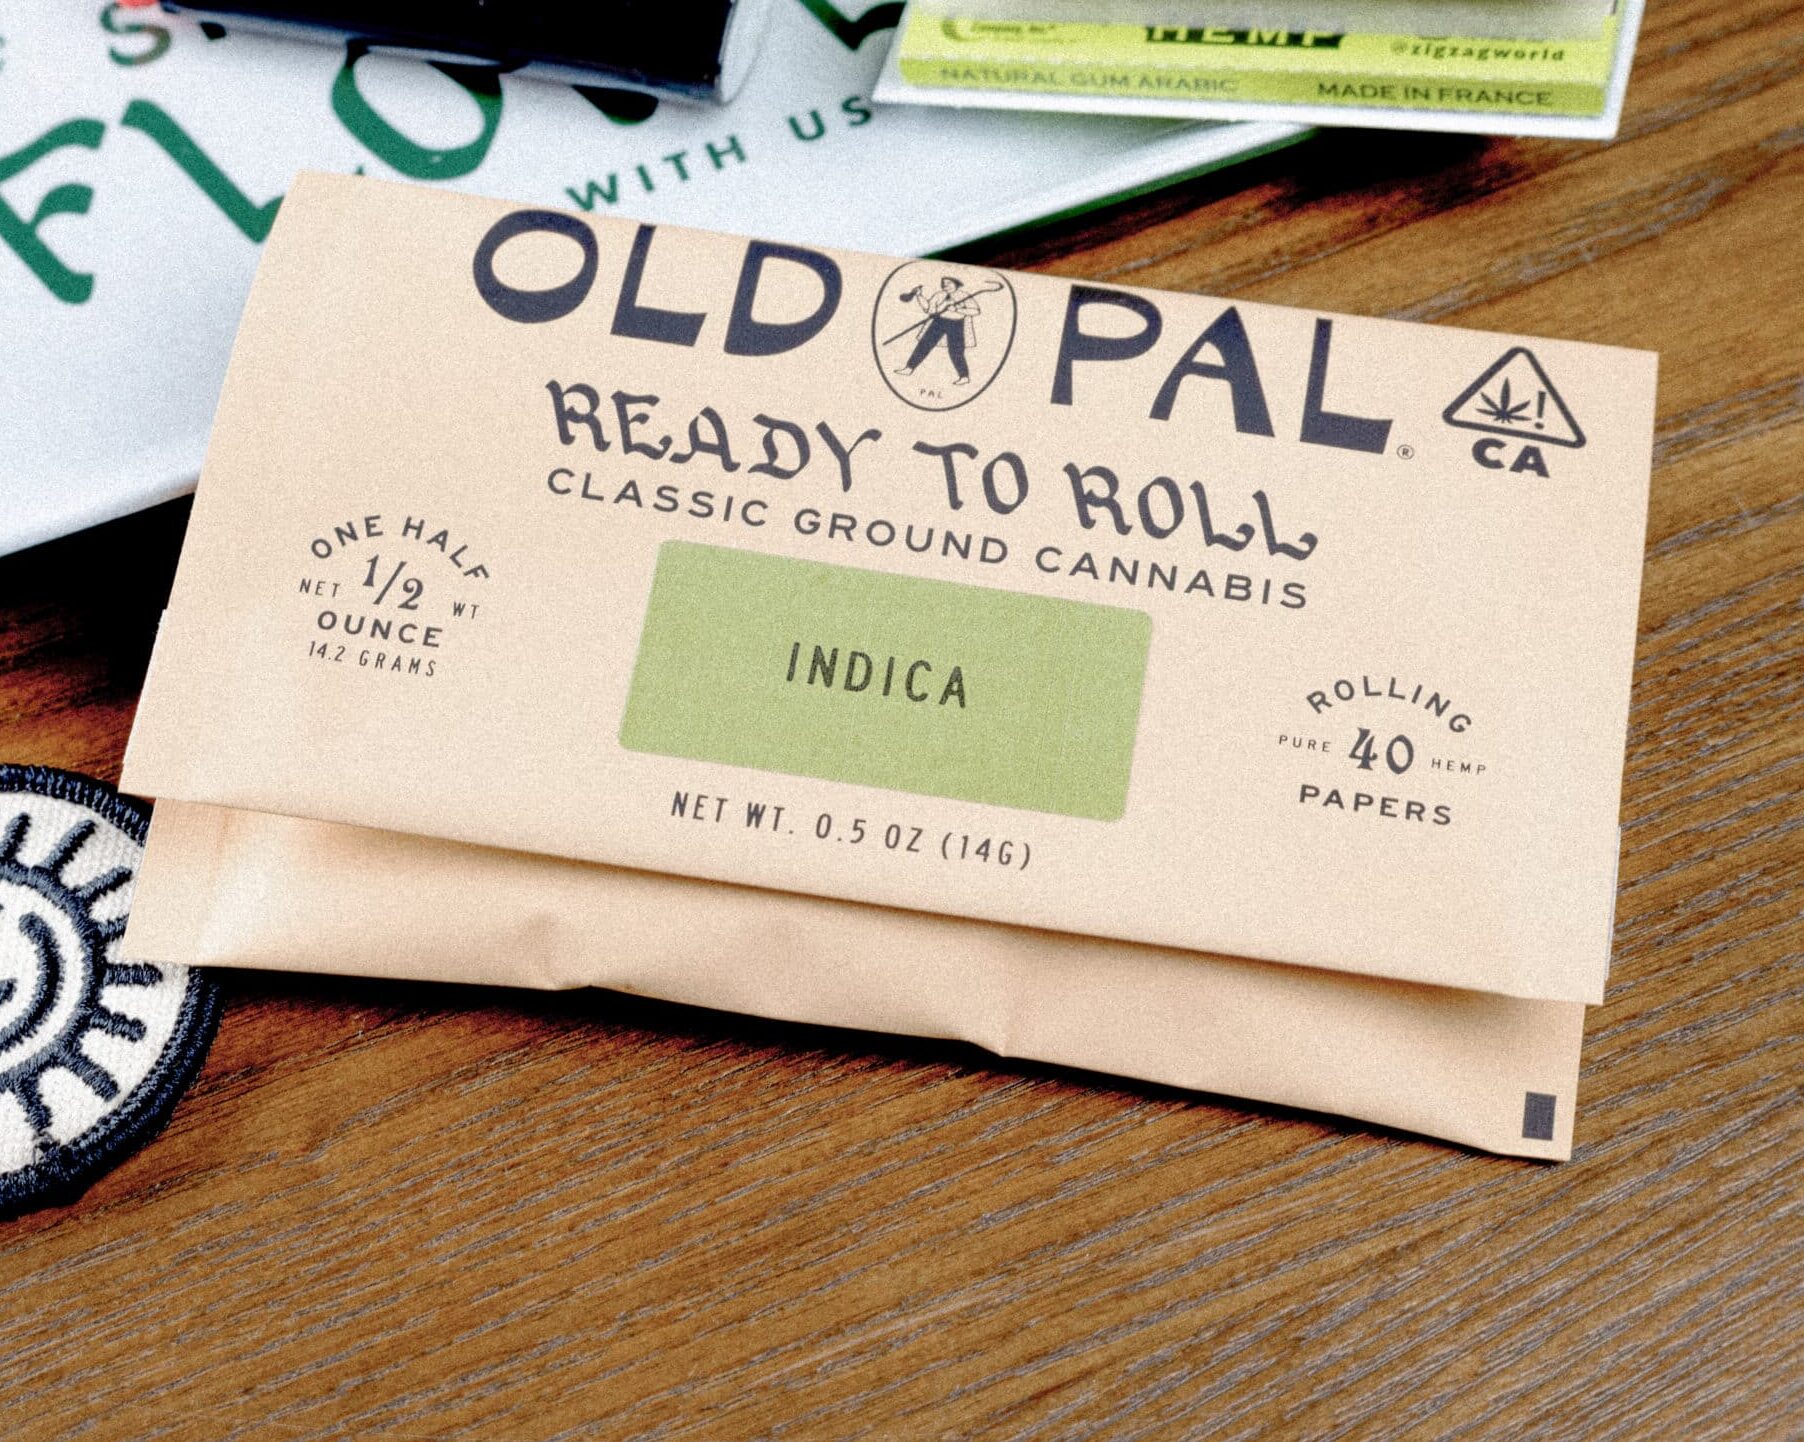 FLO
WITH US
HEMP
@zigzagworld
NATURAL GUM ARABIC
MADE IN FRANCE
OLD PAL®
PAL
CA
READY TO ROLL
CLASSIC GROUND CANNABIS
ONE HALF
NET 1/2 WT
OUNCE
14.2 GRAMS
INDICA
ROLLING
PURE 40 HEMP
PAPERS
NET WT. 0.5 OZ (14G)